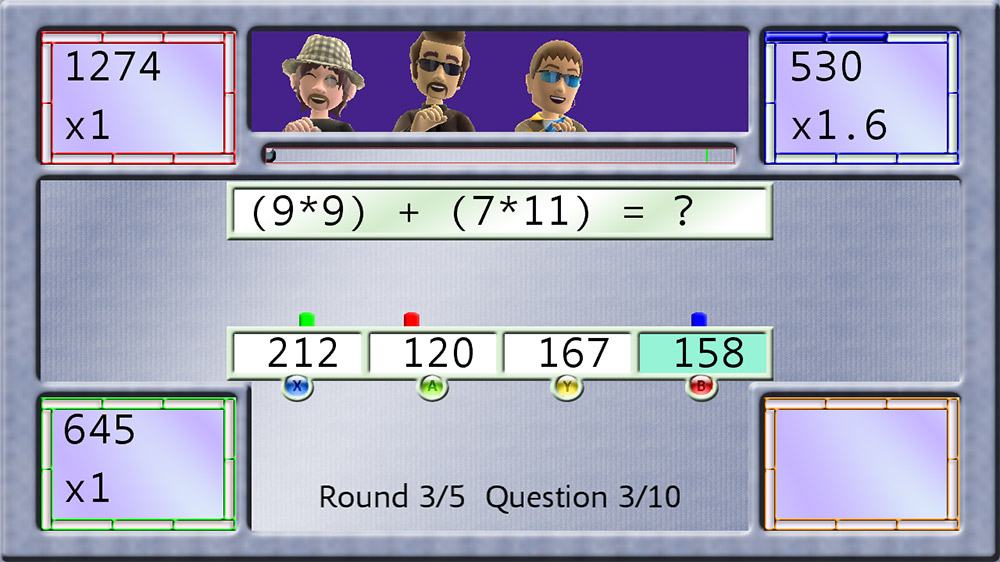 1274
x1
530
x1.6
(9*9) + (7*11) = ?
212 120 167 158
X A Y B
645
x1
Round 3/5 Question 3/10